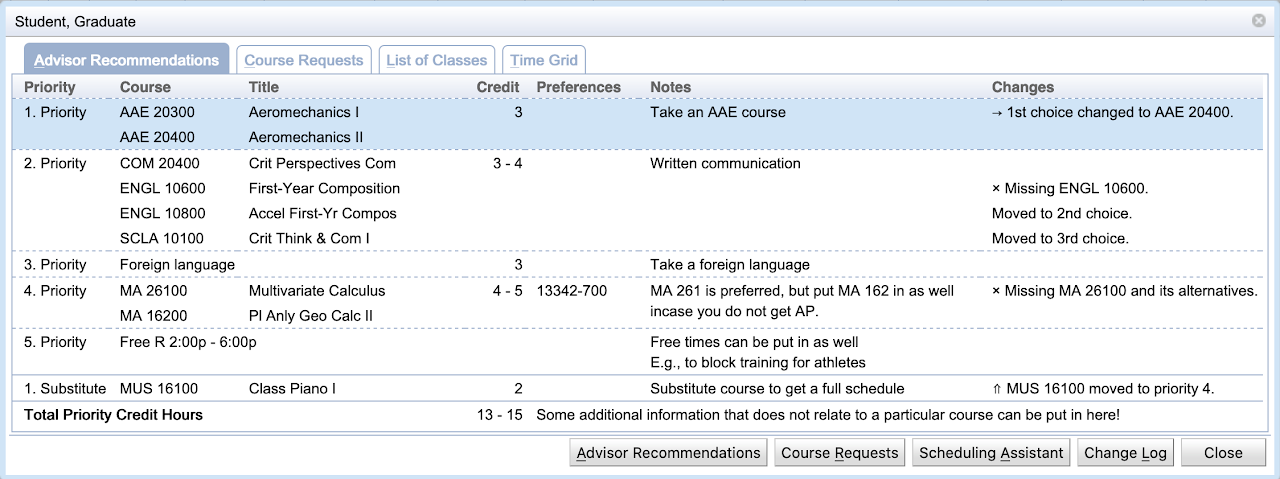 Student, Graduate
Advisor Recommendations Course Requests List of Classes Time Grid
Priority Course Title Credit Preferences Notes Changes
1. Priority AAE 20300 Aeromechanics I 3 Take an AAE course → 1st choice changed to AAE 20400.
AAE 20400 Aeromechanics II
2. Priority COM 20400 Crit Perspectives Com 3 - 4 Written communication
ENGL 10600 First-Year Composition × Missing ENGL 10600.
ENGL 10800 Accel First-Yr Compos Moved to 2nd choice.
SCLA 10100 Crit Think & Com I Moved to 3rd choice.
3. Priority Foreign language 3 Take a foreign language
4. Priority MA 26100 Multivariate Calculus 4 - 5 13342-700 MA 261 is preferred, but put MA 162 in as well × Missing MA 26100 and its alternatives.
MA 16200 Pl Anly Geo Calc II incase you do not get AP.
5. Priority Free R 2:00p - 6:00p Free times can be put in as well
E.g., to block training for athletes
1. Substitute MUS 16100 Class Piano I 2 Substitute course to get a full schedule ⇑ MUS 16100 moved to priority 4.
Total Priority Credit Hours 13 - 15 Some additional information that does not relate to a particular course can be put in here!
Advisor Recommendations Course Requests Scheduling Assistant Change Log Close